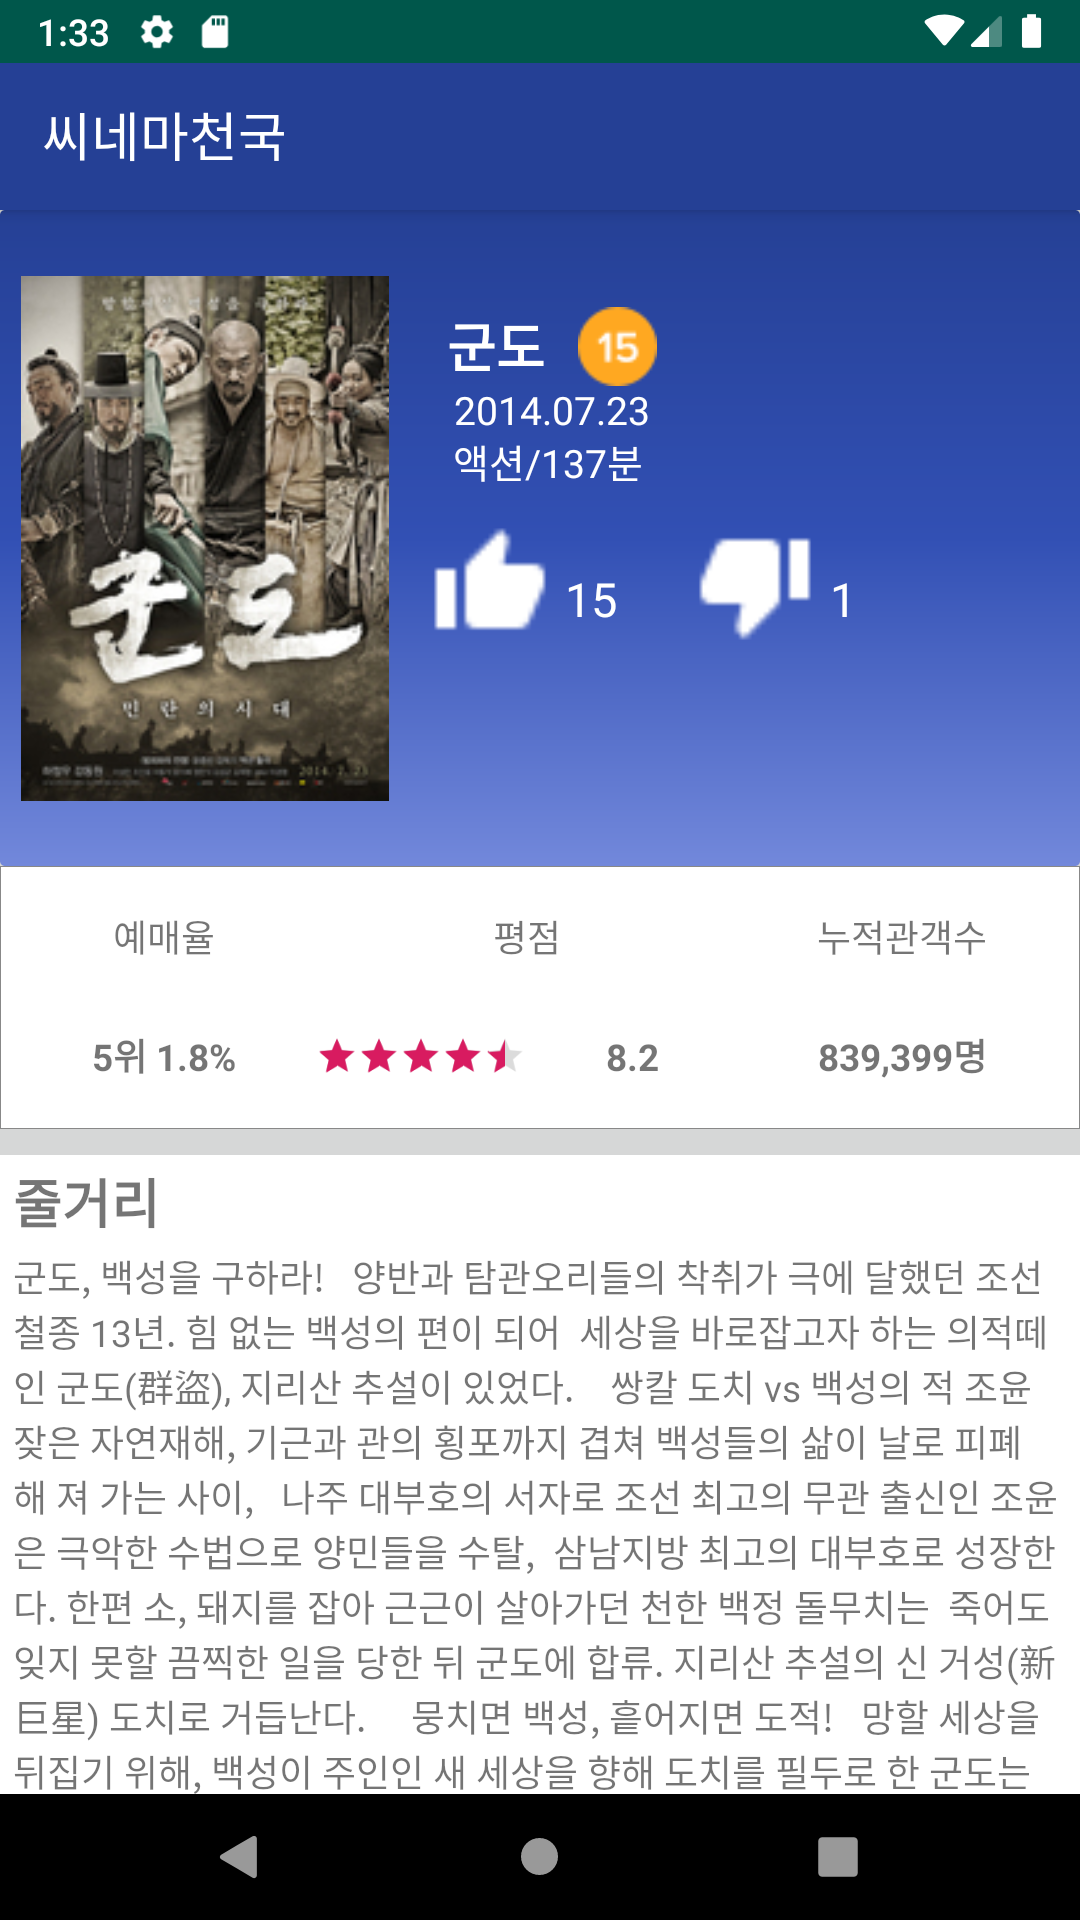 1:33
씨네마천국
군도 15
2014.07.23
액션/137분
15 1
군도
민란의시대
예매율 평점 누적관객수
5위 1.8% 8.2 839,399명
줄거리
군도, 백성을 구하라! 양반과 탐관오리들의 착취가 극에 달했던 조선
철종 13년. 힘 없는 백성의 편이 되어 세상을 바로잡고자 하는 의적떼
인 군도(群盜), 지리산 추설이 있었다. 쌍칼 도치 vs 백성의 적 조윤
잦은 자연재해, 기근과 관의 횡포까지 겹쳐 백성들의 삶이 날로 피폐
해 져 가는 사이, 나주 대부호의 서자로 조선 최고의 무관 출신인 조윤
은 극악한 수법으로 양민들을 수탈, 삼남지방 최고의 대부호로 성장한
다. 한편 소, 돼지를 잡아 근근이 살아가던 천한 백정 돌무치는 죽어도
잊지 못할 끔찍한 일을 당한 뒤 군도에 합류. 지리산 추설의 신 거성(新
巨星) 도치로 거듭난다. 뭉치면 백성, 흩어지면 도적! 망할 세상을
뒤집기 위해, 백성이 주인인 새 세상을 향해 도치를 필두로 한 군도는